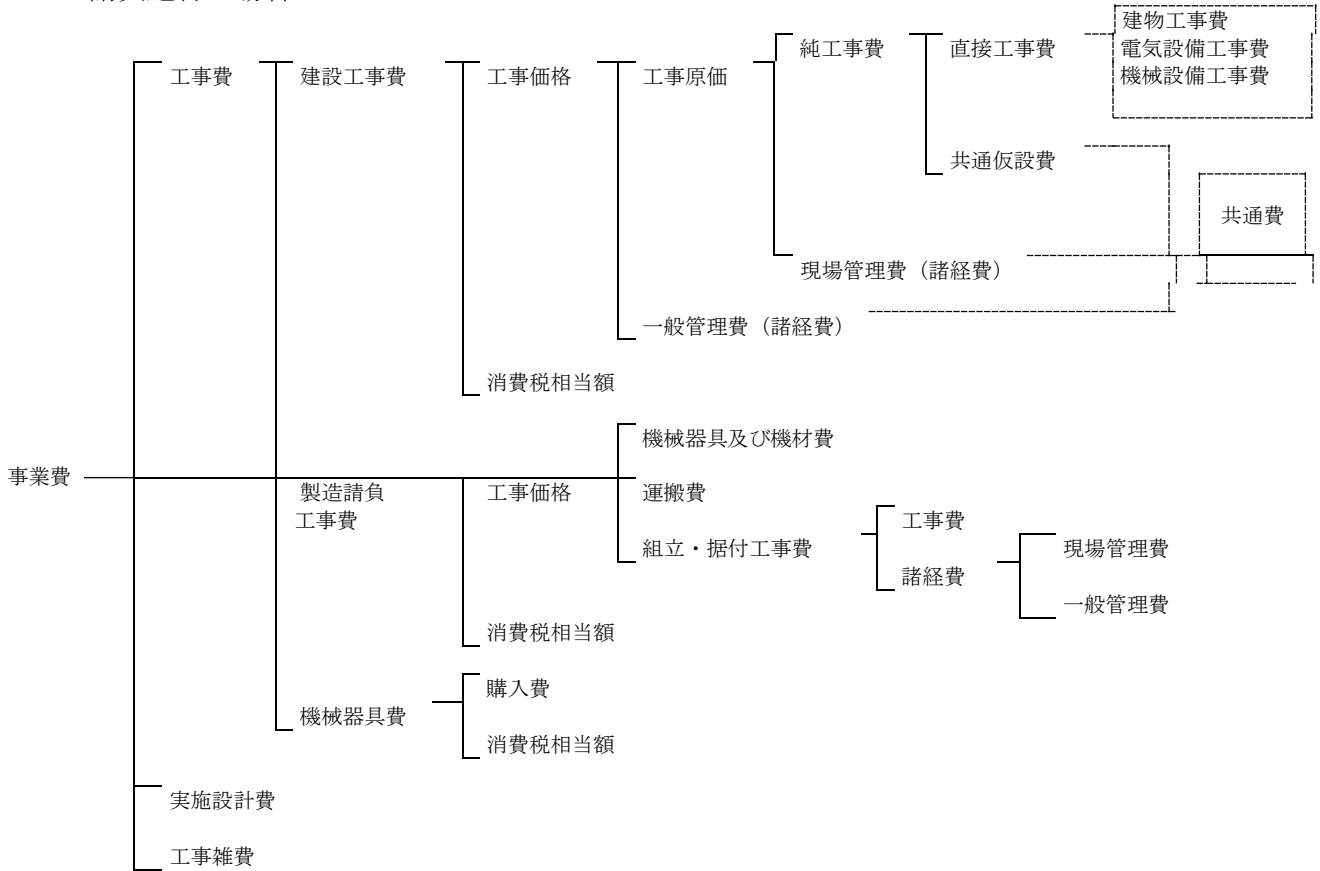 建物工事費
純工事費 直接工事費 電気設備工事費
工事費 建設工事費 工事価格 工事原価 機械設備工事費
共通仮設費
共通費
現場管理費（諸経費）
一般管理費（諸経費）
消費税相当額
機械器具及び機材費
事業費
製造請負 工事価格 運搬費
工事費 工事費
組立・据付工事費 現場管理費
諸経費
一般管理費
消費税相当額
購入費
機械器具費
消費税相当額
実施設計費
工事雑費